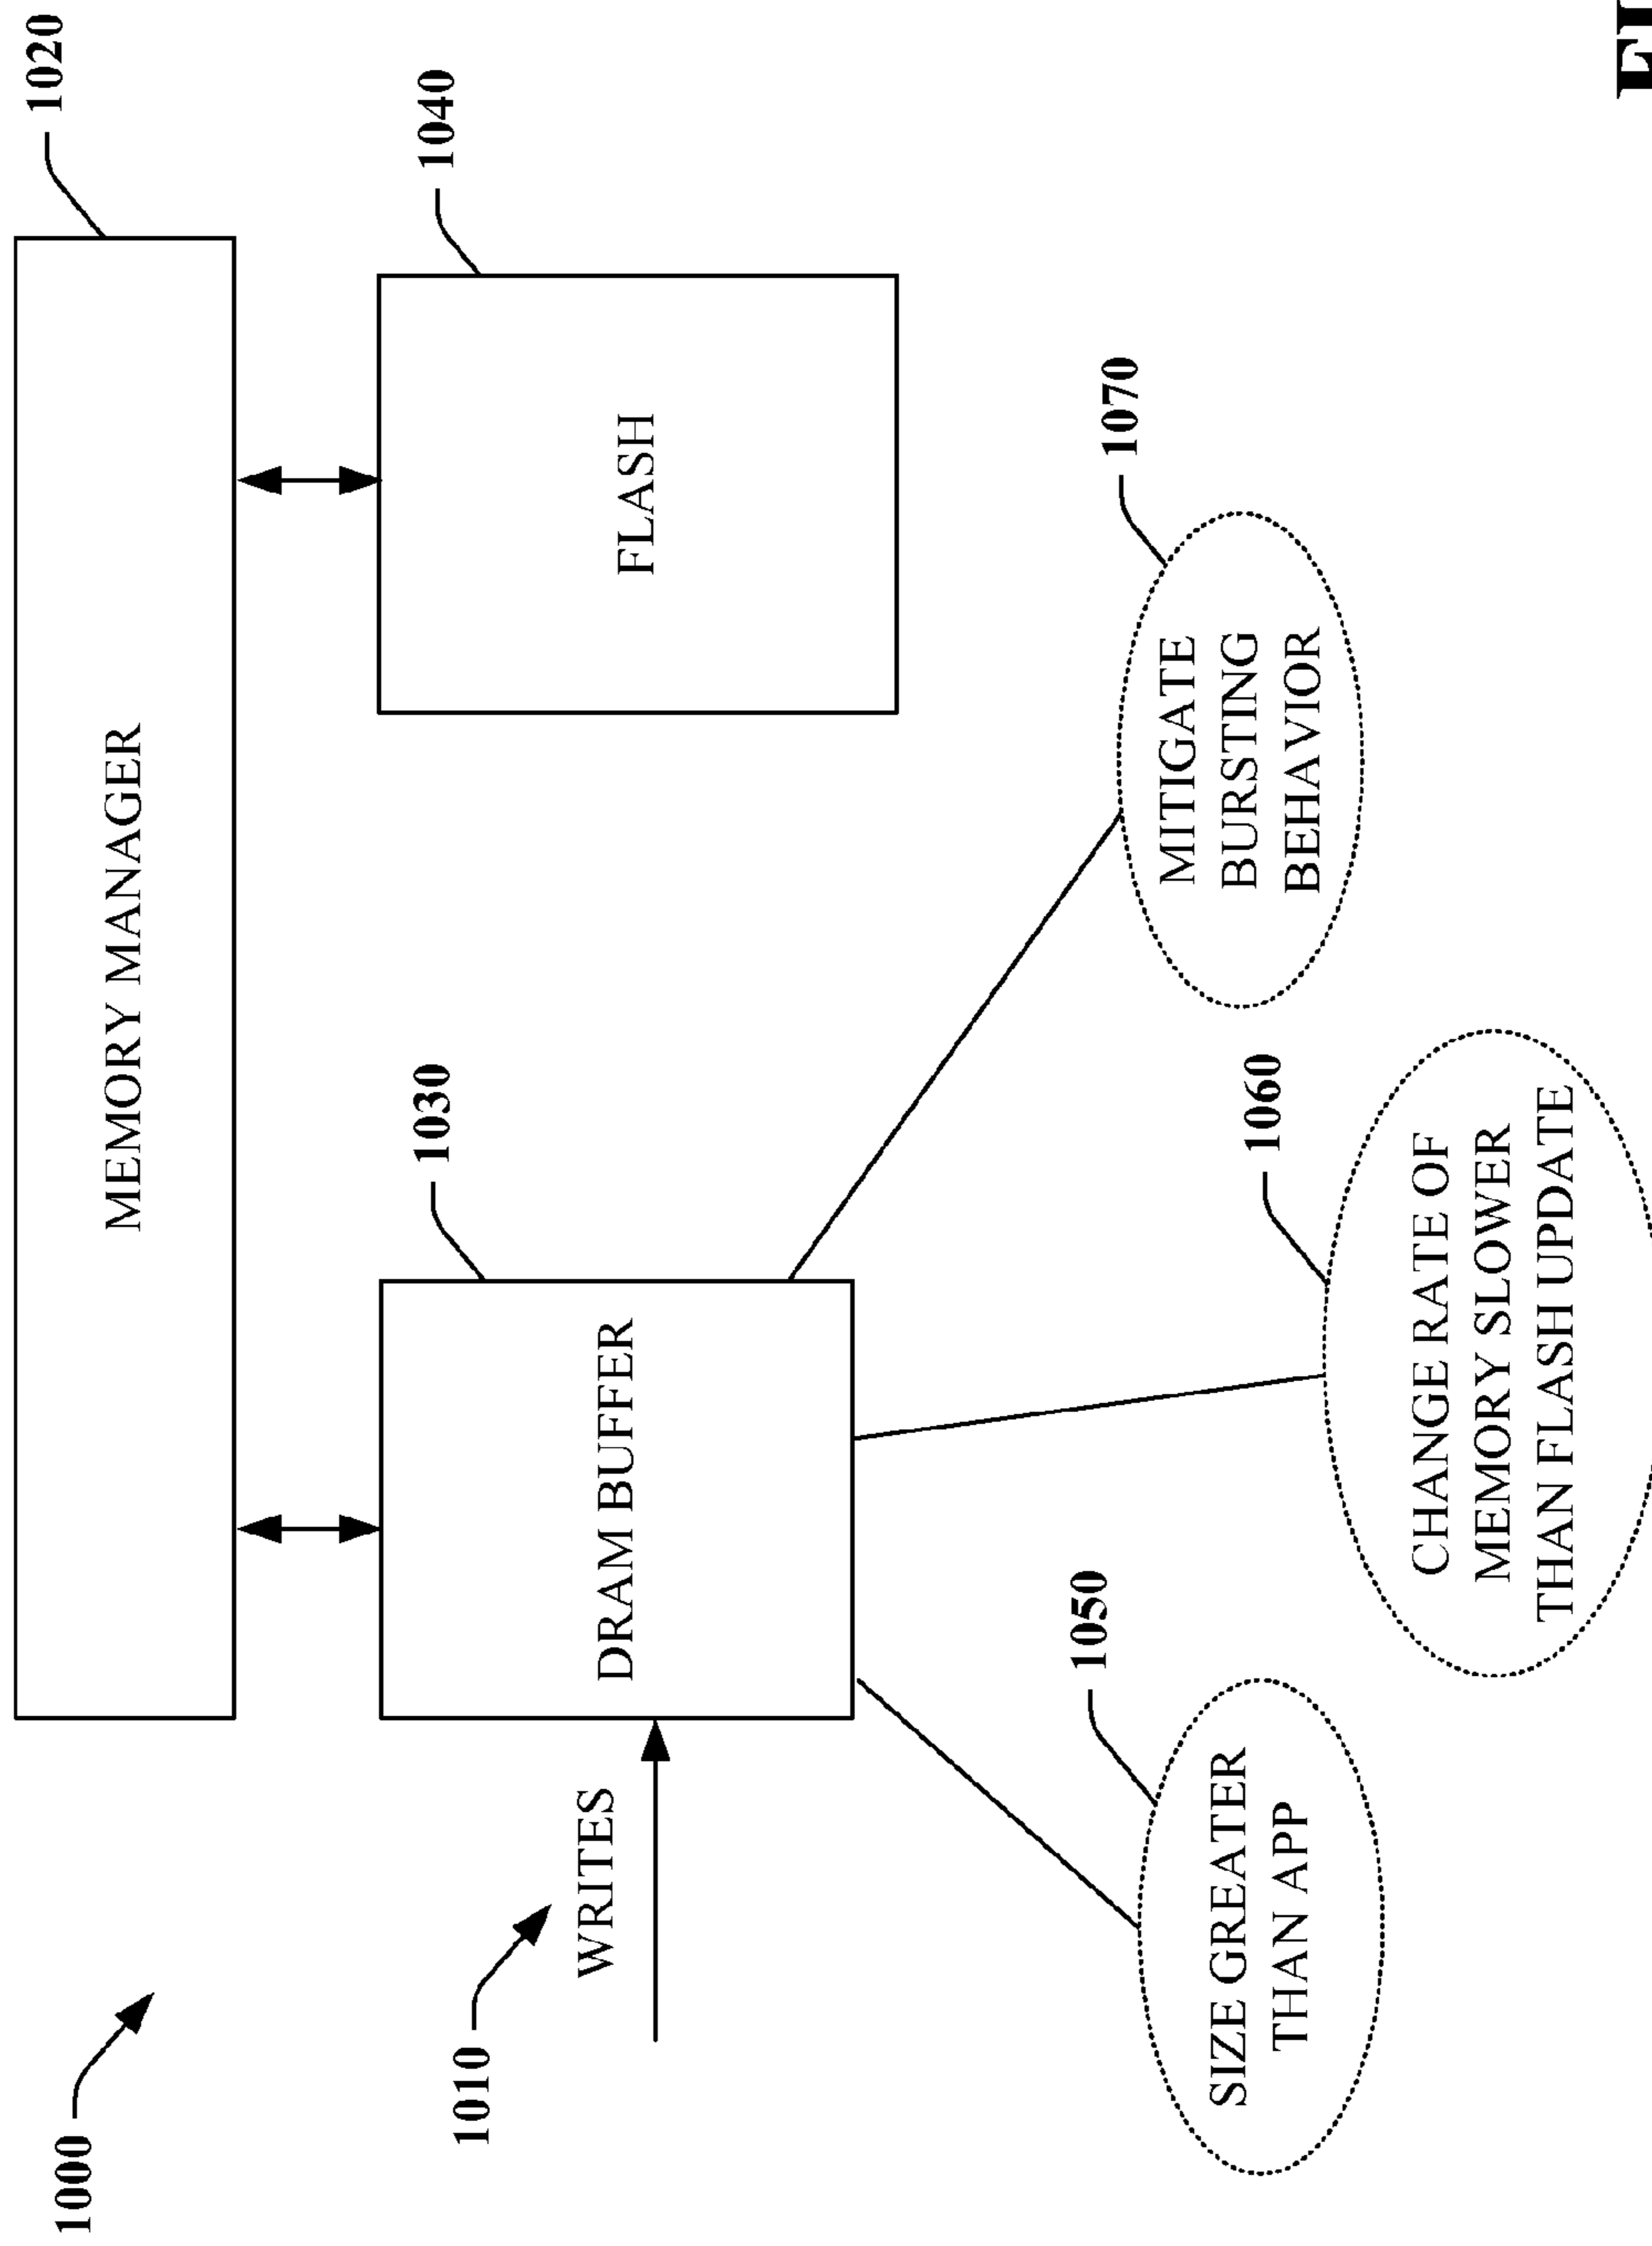 1000
1020
MEMORY MANAGER
1010
WRITES
1030
DRAM BUFFER
1040
FLASH
1050
SIZE GREATER
THAN APP
1060
CHANGE RATE OF
MEMORY SLOWER
THAN FLASH UPDATE
1070
MITIGATE
BURSTING
BEHAVIOR